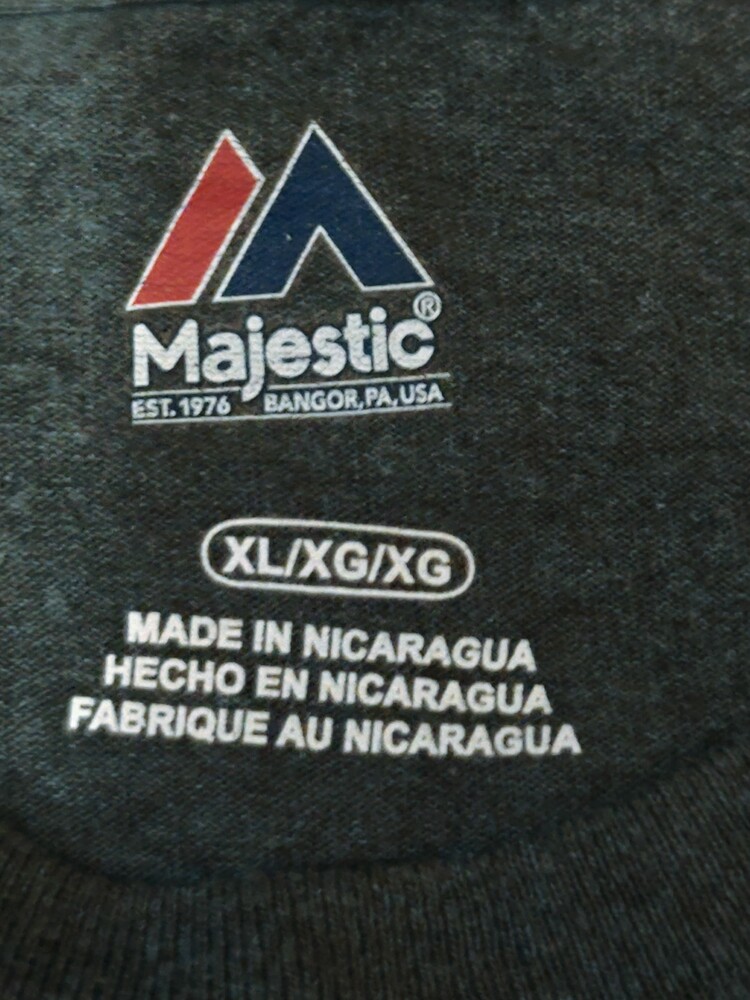 Majestic®
EST. 1976 BANGOR, PA, USA
XL/XG/XG
MADE IN NICARAGUA
HECHO EN NICARAGUA
FABRIQUE AU NICARAGUA